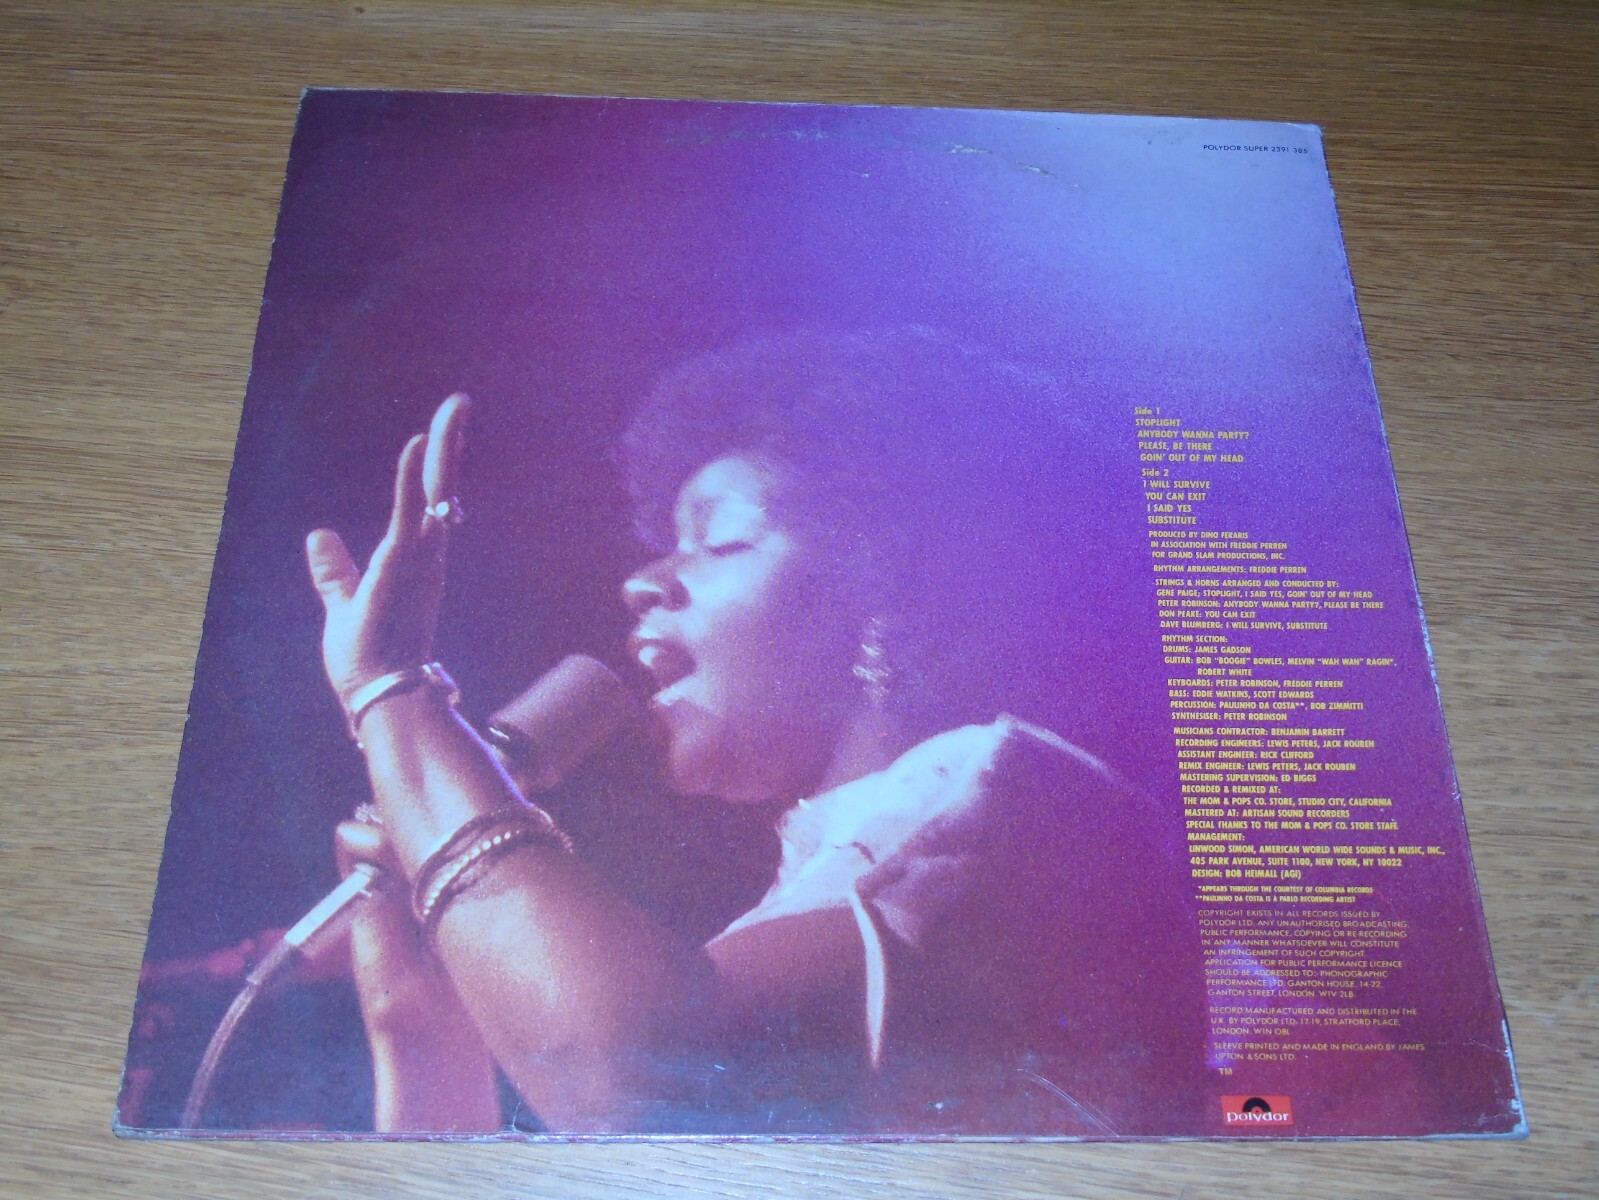 POLYDOR SUPER 2391 385
Side 1
STOPLIGHT
ANYBODY WANNA PARTY?
PLEASE, BE THERE
GOIN' OUT OF MY HEAD
Side 2
I WILL SURVIVE
YOU CAN EXIT
I SAID YES
SUBSTITUTE
PRODUCED BY DINO FEKARIS
IN ASSOCIATION WITH FREDDIE PERREN
FOR GRAND SLAM PRODUCTIONS, INC.
RHYTHM ARRANGEMENTS: FREDDIE PERREN
STRINGS & HORNS ARRANGED AND CONDUCTED BY:
GENE PAIGE; STOPLIGHT, I SAID YES, GOIN' OUT OF MY HEAD
PETER ROBINSON: ANYBODY WANNA PARTY?, PLEASE BE THERE
DON PEAKE: YOU CAN EXIT
DAVE BLUMBERG: I WILL SURVIVE, SUBSTITUTE
RHYTHM SECTION:
DRUMS: JAMES GADSON
GUITAR: BOB "BOOGIE" BOWLES, MELVIN "WAH WAH" RAGIN*,
ROBERT WHITE
KEYBOARDS: PETER ROBINSON, FREDDIE PERREN
BASS: EDDIE WATKINS, SCOTT EDWARDS
PERCUSSION: PAULINHO DA COSTA**, BOB ZIMMITTI
SYNTHESISER: PETER ROBINSON
MUSICIANS CONTRACTOR: BENJAMIN BARRETT
RECORDING ENGINEERS: LEWIS PETERS, JACK ROUBEN
ASSISTANT ENGINEER: RICK CLIFFORD
REMIX ENGINEER: LEWIS PETERS, JACK ROUBEN
MASTERING SUPERVISION: ED BIGGS
RECORDED & REMIXED AT:
THE MOM & POPS CO. STORE, STUDIO CITY, CALIFORNIA
MASTERED AT: ARTISAN SOUND RECORDERS
SPECIAL THANKS TO THE MOM & POPS CO. STORE STAFF.
MANAGEMENT:
LINWOOD SIMON, AMERICAN WORLD WIDE SOUNDS & MUSIC, INC.,
405 PARK AVENUE, SUITE 1100, NEW YORK, NY 10022
DESIGN: BOB HEIMALL (AGI)
*APPEARS THROUGH THE COURTESY OF COLUMBIA RECORDS
**PAULINHO DA COSTA IS A PABLO RECORDING ARTIST
COPYRIGHT EXISTS IN ALL RECORDS ISSUED BY
POLYDOR LTD. ANY UNAUTHORISED BROADCASTING,
PUBLIC PERFORMANCE, COPYING OR RE-RECORDING
IN ANY MANNER WHATSOEVER WILL CONSTITUTE
AN INFRINGEMENT OF SUCH COPYRIGHT.
APPLICATION FOR PUBLIC PERFORMANCE LICENCE
SHOULD BE ADDRESSED TO:- PHONOGRAPHIC
PERFORMANCE LTD. GANTON HOUSE, 14-22,
GANTON STREET, LONDON. W1V 2LB.
RECORD MANUFACTURED AND DISTRIBUTED IN THE
U.K. BY POLYDOR LTD. 17-19, STRATFORD PLACE,
LONDON. W1N OBL.
SLEEVE PRINTED AND MADE IN ENGLAND BY JAMES
UPTON & SONS LTD.
TM
polydor